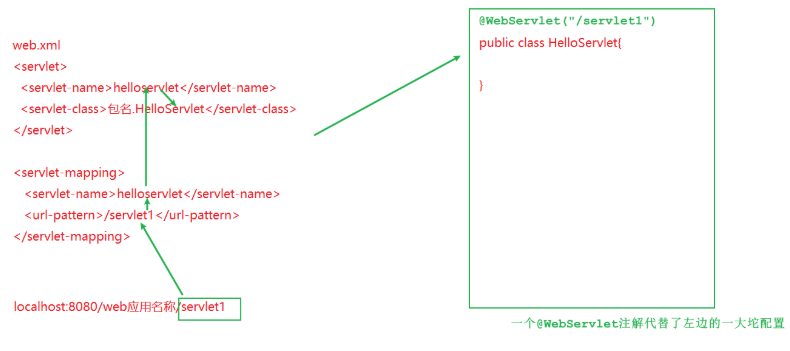 web.xml
<servlet>
<servlet-name>helloservlet</servlet-name>
<servlet-class>包名.HelloServlet</servlet-class>
</servlet>
<servlet-mapping>
<servlet-name>helloservlet</servlet-name>
<url-pattern>/servlet1</url-pattern>
</servlet-mapping>
localhost:8080/web应用名称/servlet1
@WebServlet("/servlet1")
public class HelloServlet{
}
一个@WebServlet注解代替了左边的一大坨配置